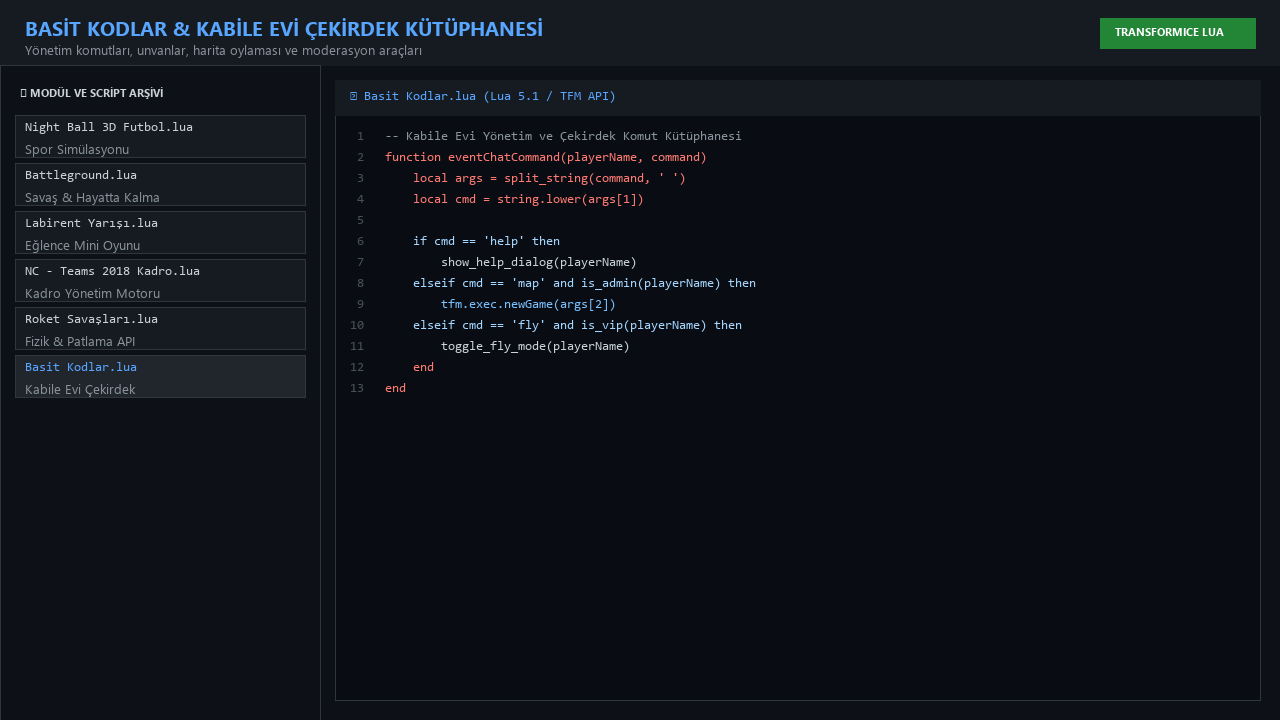 BASİT KODLAR & KABİLE EVİ ÇEKİRDEK KÜTÜPHANESİ
Yönetim komutları, unvanlar, harita oylaması ve moderasyon araçları
TRANSFORMICE LUA
MODÜL VE SCRİPT ARŞİVİ
Night Ball 3D Futbol.lua
Spor Simülasyonu
Battleground.lua
Savaş & Hayatta Kalma
Labirent Yarışı.lua
Eğlence Mini Oyunu
NC - Teams 2018 Kadro.lua
Kadro Yönetim Motoru
Roket Savaşları.lua
Fizik & Patlama API
Basit Kodlar.lua
Kabile Evi Çekirdek
Basit Kodlar.lua (Lua 5.1 / TFM API)
1 -- Kabile Evi Yönetim ve Çekirdek Komut Kütüphanesi
2 function eventChatCommand(playerName, command)
3     local args = split_string(command, ' ')
4     local cmd = string.lower(args[1])
5
6     if cmd == 'help' then
7         show_help_dialog(playerName)
8     elseif cmd == 'map' and is_admin(playerName) then
9         tfm.exec.newGame(args[2])
10     elseif cmd == 'fly' and is_vip(playerName) then
11         toggle_fly_mode(playerName)
12     end
13 end